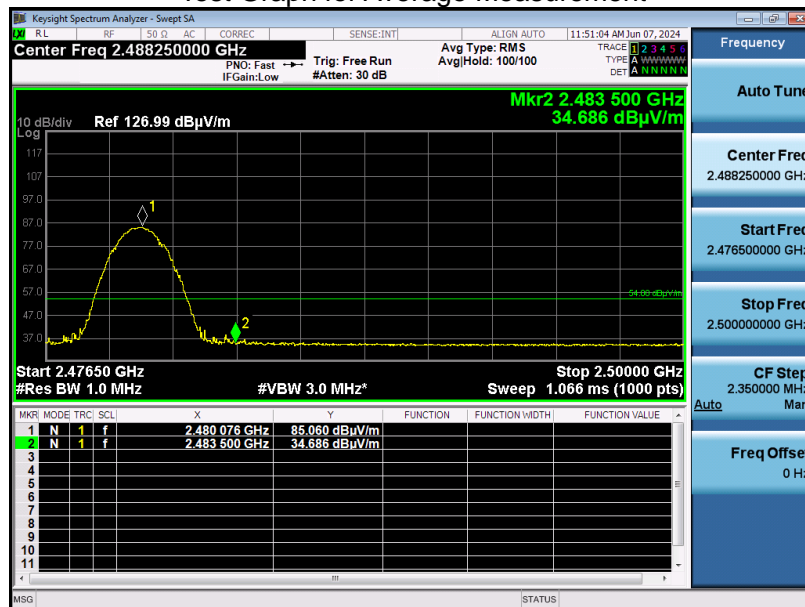 Keysight Spectrum Analyzer - Swept SA
LXI RL RF 50 Ω AC CORREC SENSE:INT ALIGN AUTO 11:51:04 AM Jun 07, 2024
Center Freq 2.488250000 GHz
PNO: Fast
IFGain:Low
Trig: Free Run
#Atten: 30 dB
Avg Type: RMS
Avg|Hold: 100/100
TRACE 1 2 3 4 5 6
TYPE A WWWWW
DET A N N N N N
Mkr2 2.483 500 GHz
34.686 dBµV/m
10 dB/div Ref 126.99 dBµV/m
Log
117
107
97.0
87.0
77.0
67.0
57.0
47.0
37.0
1
2
54.00 dBµV/m
Start 2.47650 GHz Stop 2.50000 GHz
#Res BW 1.0 MHz #VBW 3.0 MHz* Sweep 1.066 ms (1000 pts)
MKR MODE TRC SCL X Y FUNCTION FUNCTION WIDTH FUNCTION VALUE
1 N 1 f 2.480 076 GHz 85.060 dBµV/m
2 N 1 f 2.483 500 GHz 34.686 dBµV/m
3
4
5
6
7
8
9
10
11
MSG STATUS
Frequency
Auto Tune
Center Freq
2.488250000 GHz
Start Freq
2.476500000 GHz
Stop Freq
2.500000000 GHz
CF Step
2.350000 MHz
Auto Man
Freq Offset
0 Hz